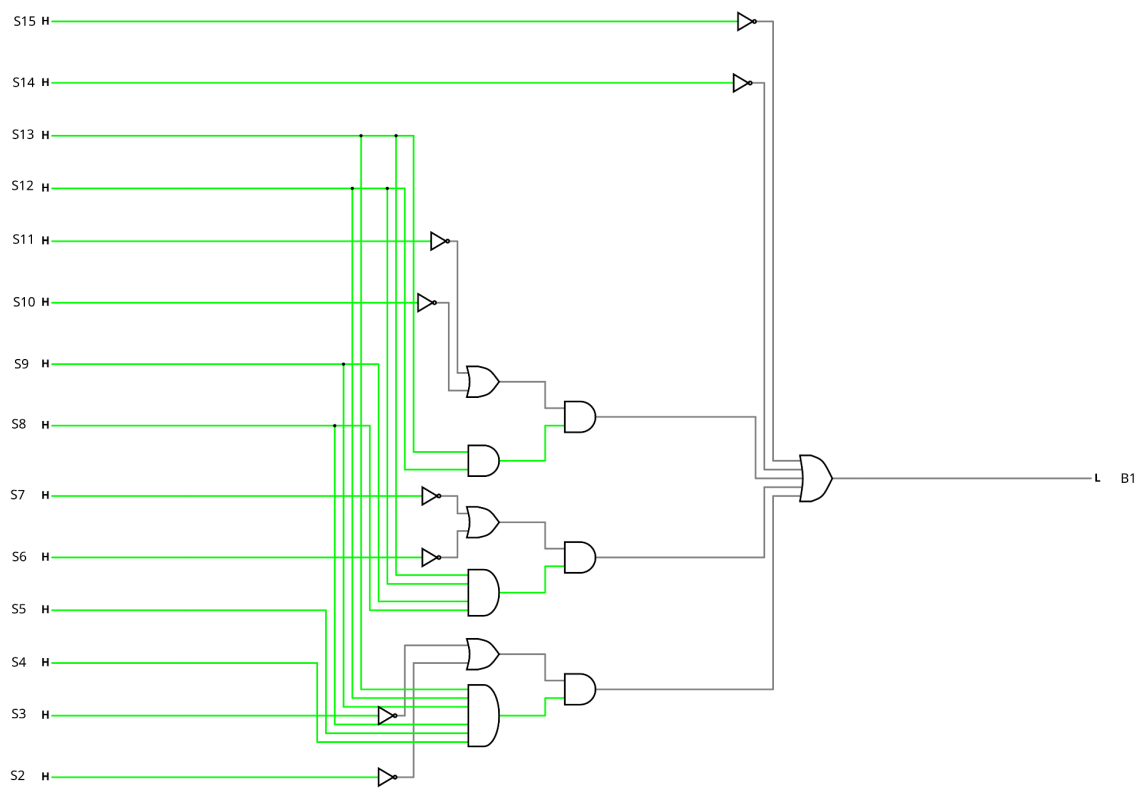 S15 H
S14 H
S13 H
S12 H
S11 H
S10 H
S9 H
S8 H
L B1
S7 H
S6 H
S5 H
S4 H
S3 H
S2 H